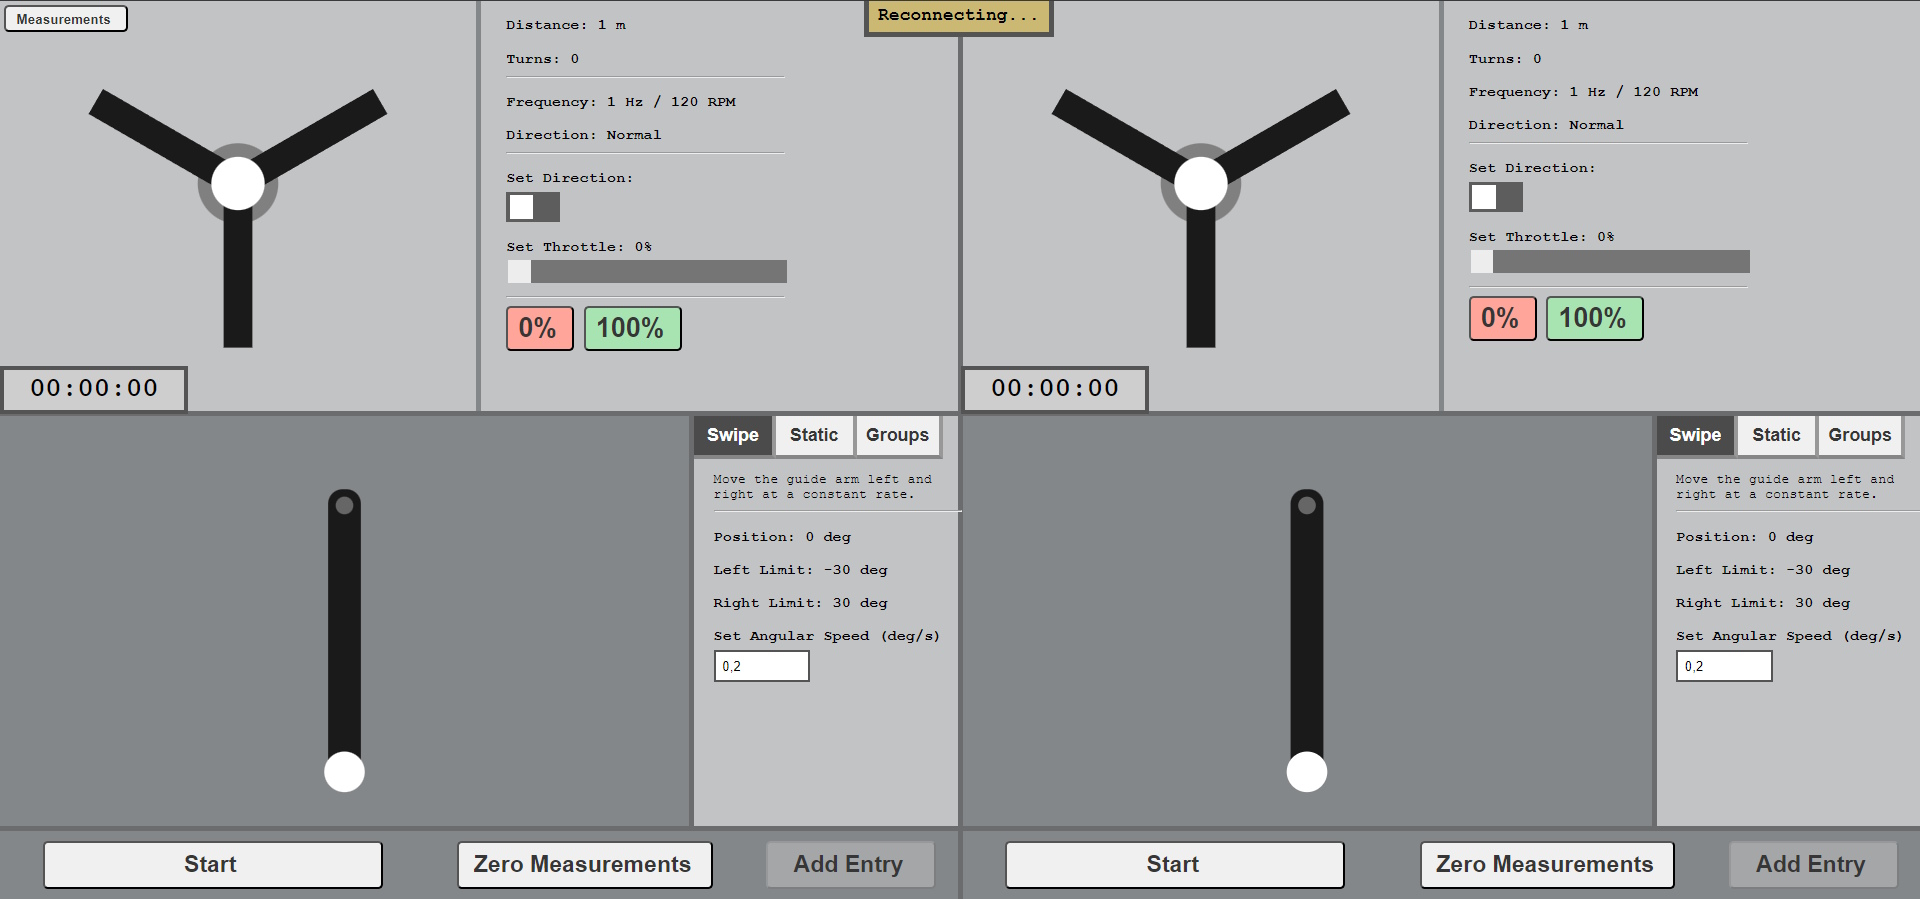 Measurements
Distance: 1 m
Turns: 0
Frequency: 1 Hz / 120 RPM
Direction: Normal
Set Direction:
Set Throttle: 0%
0%
100%
00:00:00
Reconnecting...
Distance: 1 m
Turns: 0
Frequency: 1 Hz / 120 RPM
Direction: Normal
Set Direction:
Set Throttle: 0%
0%
100%
00:00:00
Swipe
Static
Groups
Move the guide arm left and
right at a constant rate.
Position: 0 deg
Left Limit: -30 deg
Right Limit: 30 deg
Set Angular Speed (deg/s)
0,2
Start
Zero Measurements
Add Entry
Swipe
Static
Groups
Move the guide arm left and
right at a constant rate.
Position: 0 deg
Left Limit: -30 deg
Right Limit: 30 deg
Set Angular Speed (deg/s)
0,2
Start
Zero Measurements
Add Entry